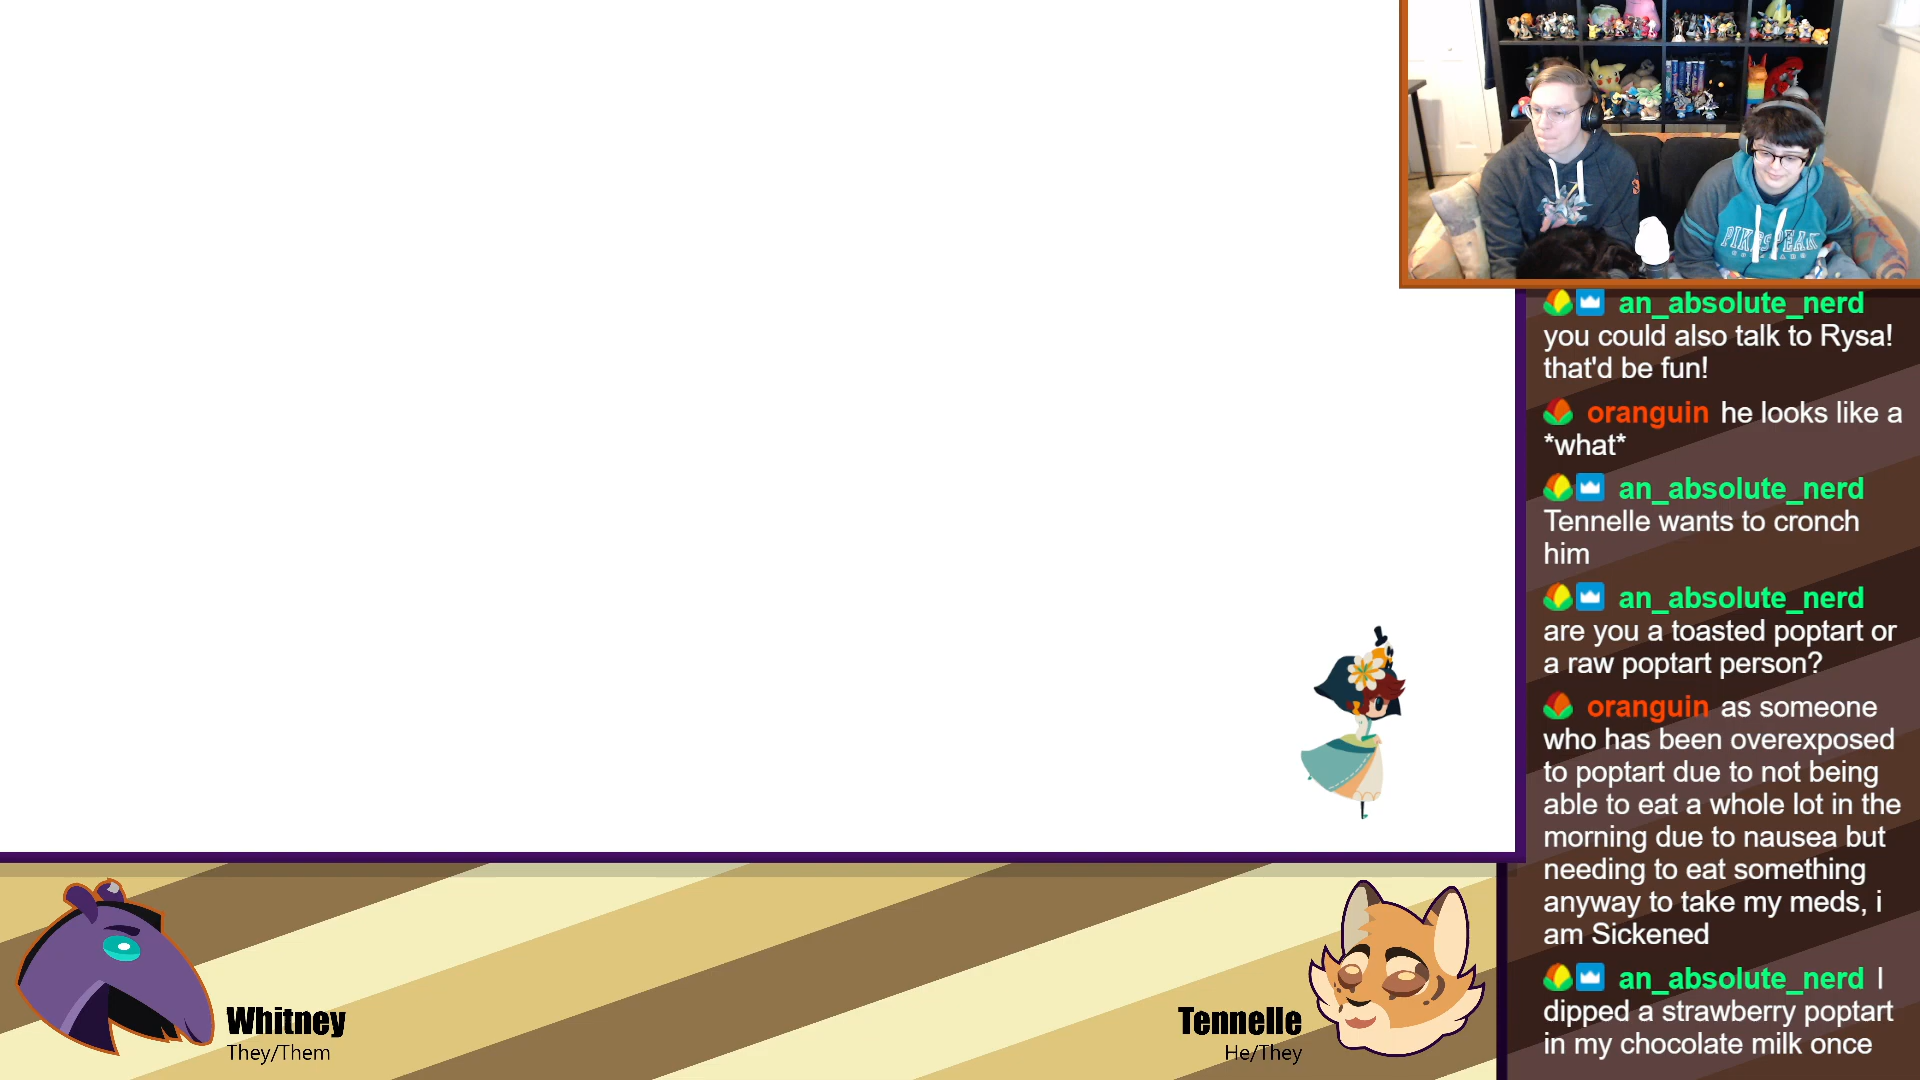 PIKES PEAK
an_absolute_nerd
you could also talk to Rysa!
that'd be fun!
oranguin he looks like a
*what*
an_absolute_nerd
Tennelle wants to cronch
him
an_absolute_nerd
are you a toasted poptart or
a raw poptart person?
oranguin as someone
who has been overexposed
to poptart due to not being
able to eat a whole lot in the
morning due to nausea but
needing to eat something
anyway to take my meds, i
am Sickened
an_absolute_nerd I
dipped a strawberry poptart
in my chocolate milk once
Whitney
They/Them
Tennelle
He/They